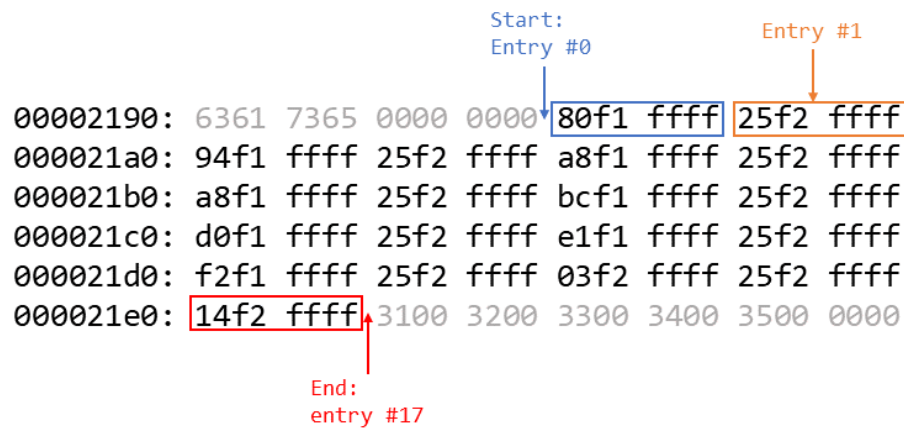 Start:
Entry #0
Entry #1
00002190: 6361 7365 0000 0000 80f1 ffff 25f2 ffff
000021a0: 94f1 ffff 25f2 ffff a8f1 ffff 25f2 ffff
000021b0: a8f1 ffff 25f2 ffff bcf1 ffff 25f2 ffff
000021c0: d0f1 ffff 25f2 ffff e1f1 ffff 25f2 ffff
000021d0: f2f1 ffff 25f2 ffff 03f2 ffff 25f2 ffff
000021e0: 14f2 ffff 3100 3200 3300 3400 3500 0000
End:
entry #17